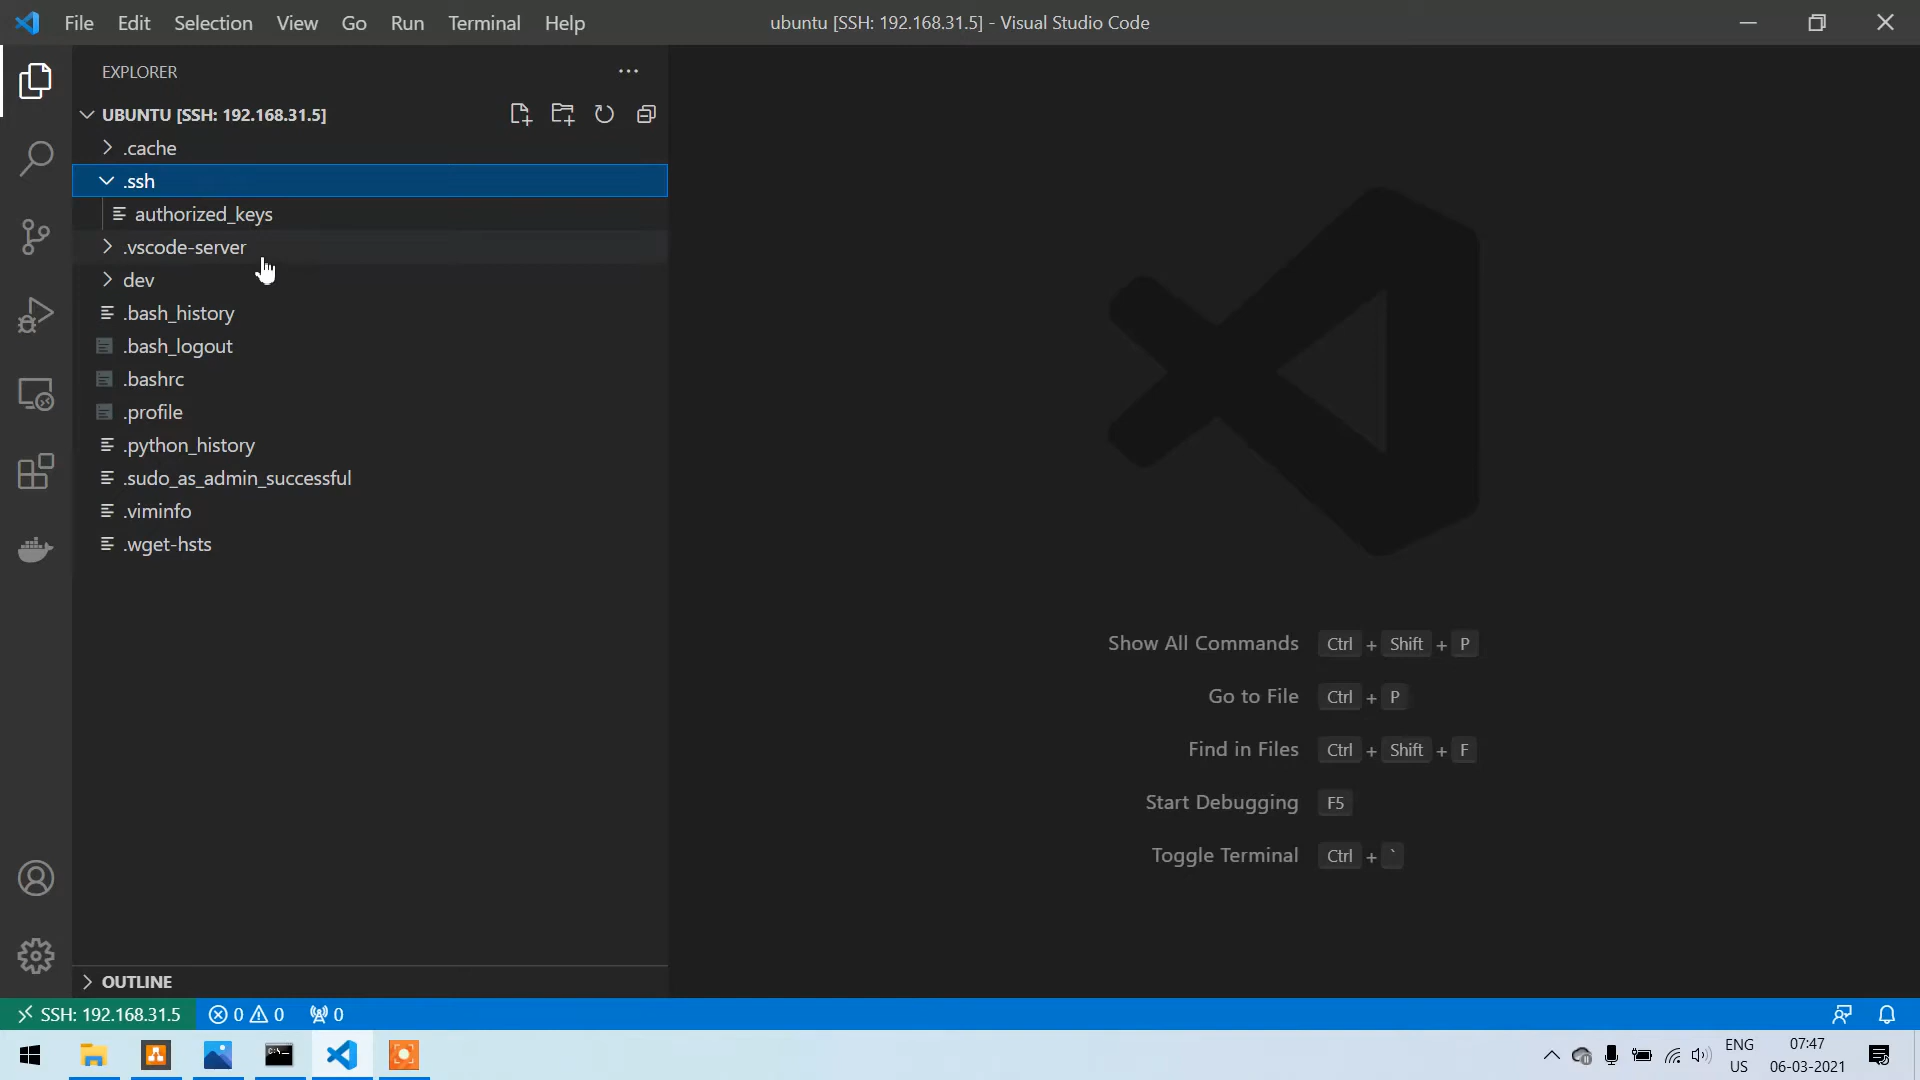 File Edit Selection View Go Run Terminal Help
ubuntu [SSH: 192.168.31.5] - Visual Studio Code
EXPLORER
UBUNTU [SSH: 192.168.31.5]
.cache
.ssh
authorized_keys
.vscode-server
dev
.bash_history
.bash_logout
.bashrc
.profile
.python_history
.sudo_as_admin_successful
.viminfo
.wget-hsts
Show All Commands Ctrl + Shift + P
Go to File Ctrl + P
Find in Files Ctrl + Shift + F
Start Debugging F5
Toggle Terminal Ctrl + `
OUTLINE
SSH: 192.168.31.5 0 0 0
ENG
US
07:47
06-03-2021